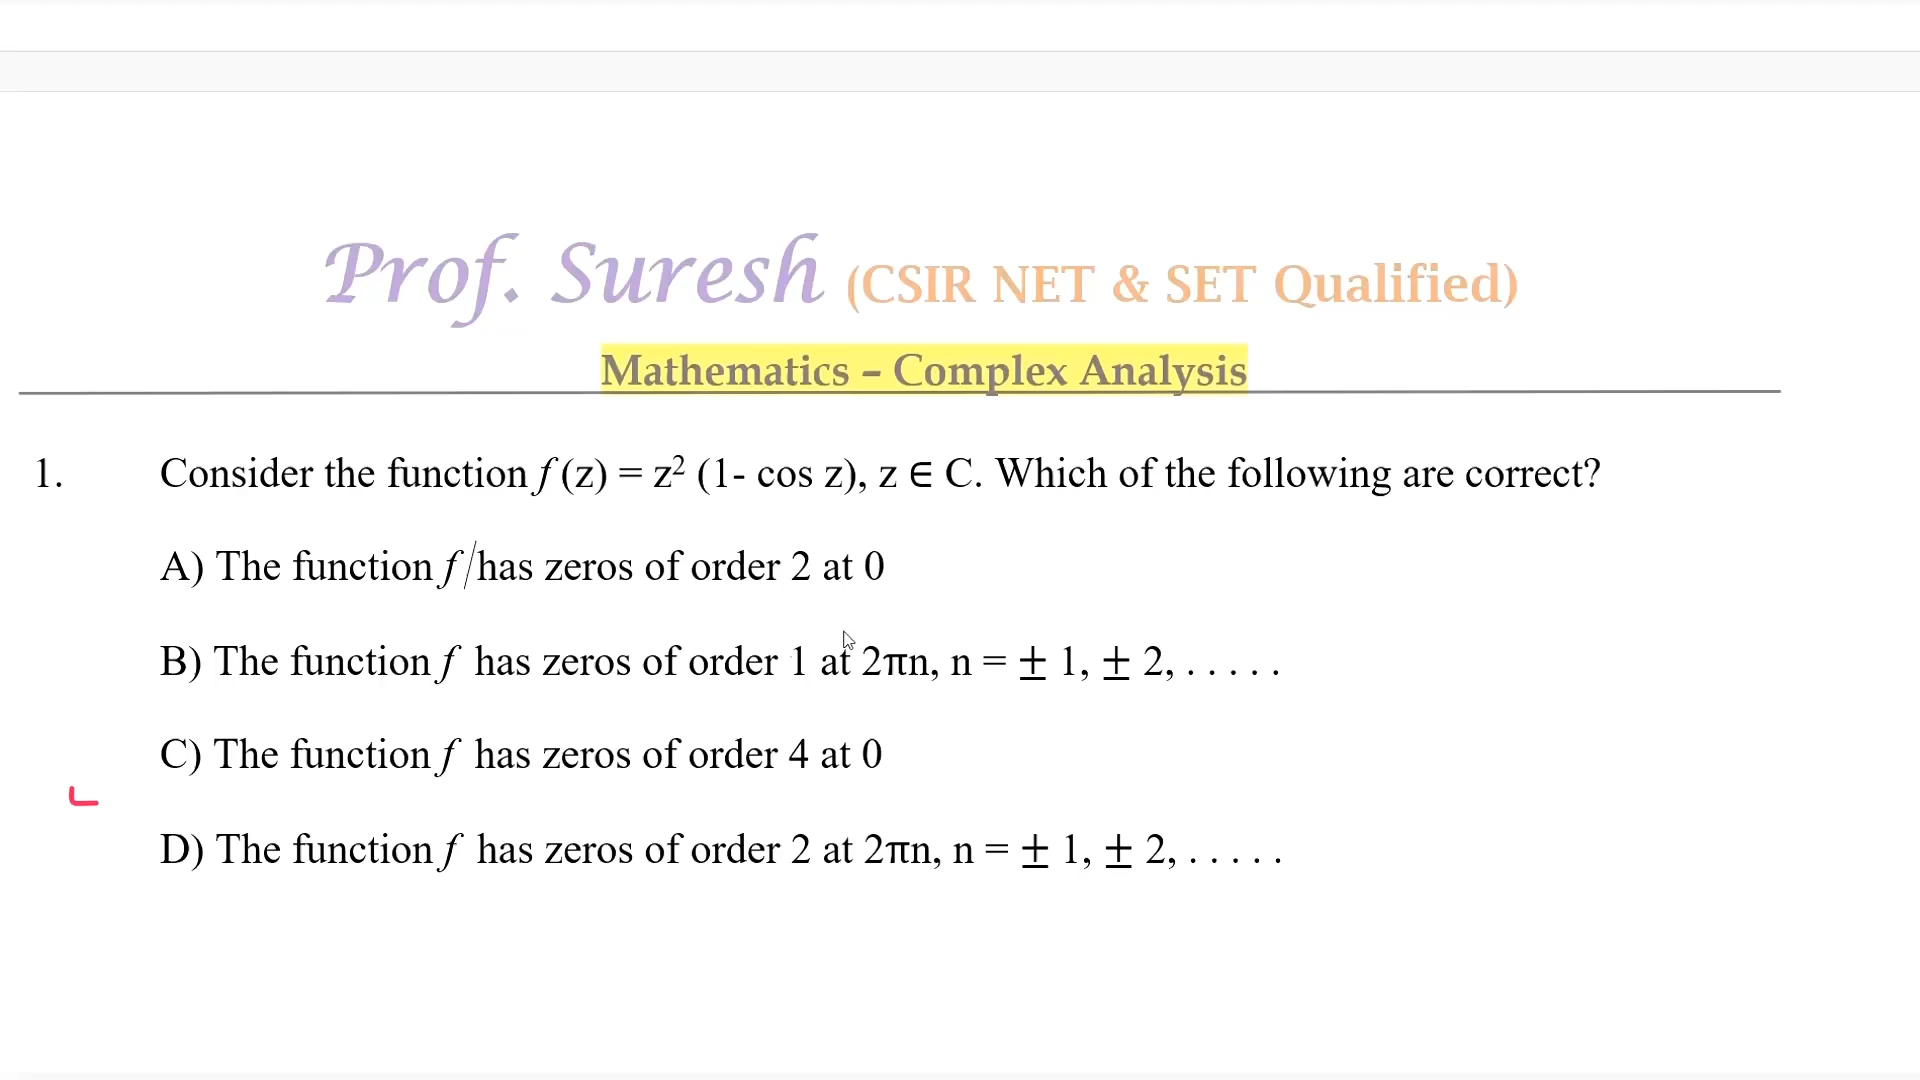 Prof. Suresh (CSIR NET & SET Qualified)
Mathematics – Complex Analysis
1. Consider the function f (z) = z² (1- cos z), z ∈ C. Which of the following are correct?
A) The function f has zeros of order 2 at 0
B) The function f has zeros of order 1 at 2πn, n = ± 1, ± 2, . . . . .
C) The function f has zeros of order 4 at 0
D) The function f has zeros of order 2 at 2πn, n = ± 1, ± 2, . . . . .